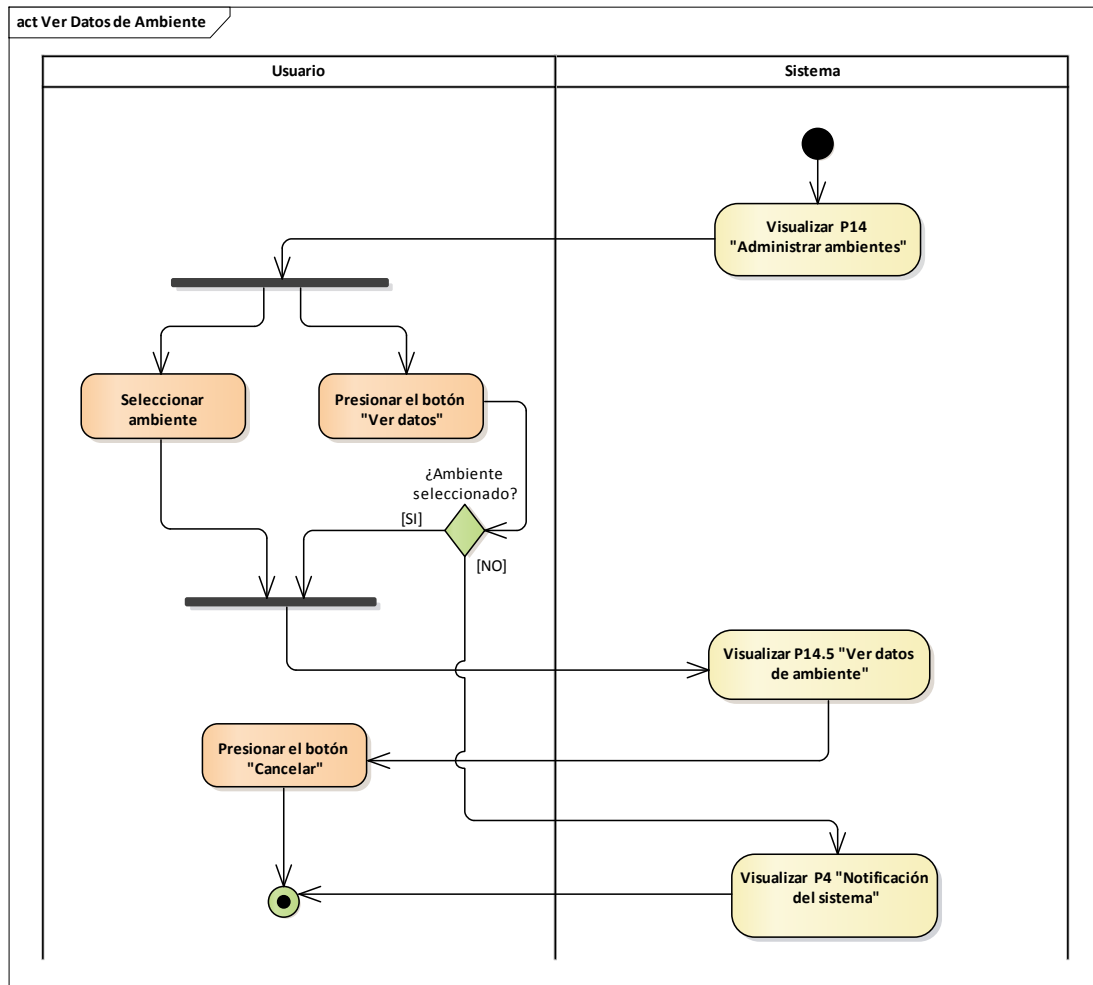 act Ver Datos de Ambiente
Usuario
Sistema
Visualizar P14
"Administrar ambientes"
Seleccionar
ambiente
Presionar el botón
"Ver datos"
¿Ambiente
seleccionado?
[SI]
[NO]
Visualizar P14.5 "Ver datos
de ambiente"
Presionar el botón
"Cancelar"
Visualizar P4 "Notificación
del sistema"